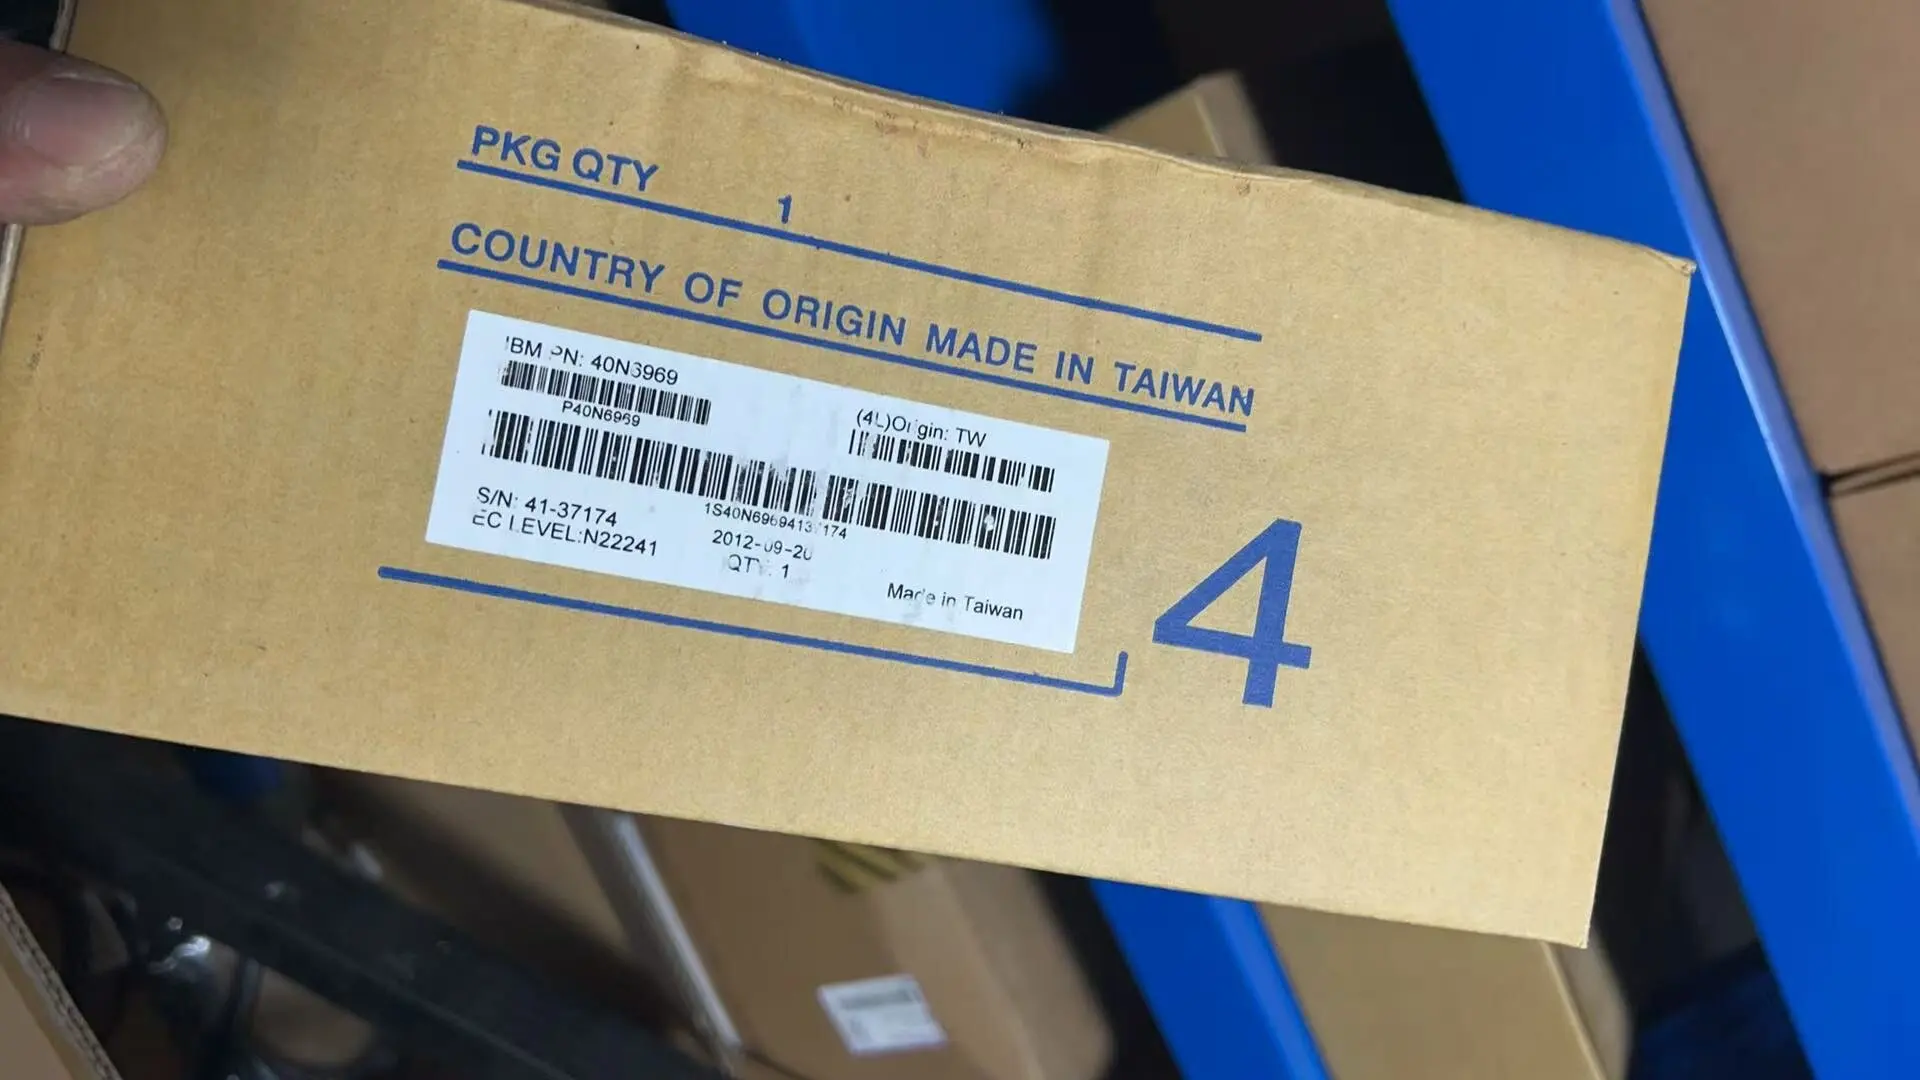 PKG QTY 1
COUNTRY OF ORIGIN MADE IN TAIWAN
IBM PN: 40N6969
P40N6969
(4L)Origin: TW
1S40N69694137174
S/N: 41-37174
2012-09-20
EC LEVEL:N22241
QTY: 1
Made in Taiwan
4